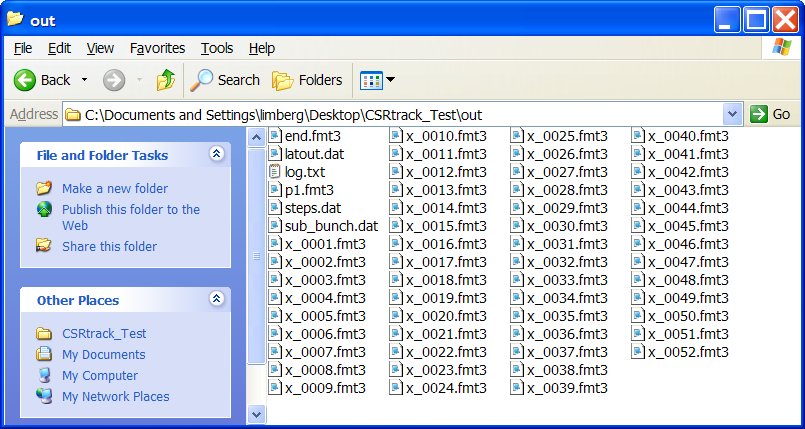 out
File Edit View Favorites Tools Help
Back Search Folders
Address C:\Documents and Settings\limberg\Desktop\CSRtrack_Test\out Go
File and Folder Tasks
Make a new folder
Publish this folder to the
Web
Share this folder
Other Places
CSRtrack_Test
My Documents
My Computer
My Network Places
end.fmt3
latout.dat
log.txt
p1.fmt3
steps.dat
sub_bunch.dat
x_0001.fmt3
x_0002.fmt3
x_0003.fmt3
x_0004.fmt3
x_0005.fmt3
x_0006.fmt3
x_0007.fmt3
x_0008.fmt3
x_0009.fmt3
x_0010.fmt3
x_0011.fmt3
x_0012.fmt3
x_0013.fmt3
x_0014.fmt3
x_0015.fmt3
x_0016.fmt3
x_0017.fmt3
x_0018.fmt3
x_0019.fmt3
x_0020.fmt3
x_0021.fmt3
x_0022.fmt3
x_0023.fmt3
x_0024.fmt3
x_0025.fmt3
x_0026.fmt3
x_0027.fmt3
x_0028.fmt3
x_0029.fmt3
x_0030.fmt3
x_0031.fmt3
x_0032.fmt3
x_0033.fmt3
x_0034.fmt3
x_0035.fmt3
x_0036.fmt3
x_0037.fmt3
x_0038.fmt3
x_0039.fmt3
x_0040.fmt3
x_0041.fmt3
x_0042.fmt3
x_0043.fmt3
x_0044.fmt3
x_0045.fmt3
x_0046.fmt3
x_0047.fmt3
x_0048.fmt3
x_0049.fmt3
x_0050.fmt3
x_0051.fmt3
x_0052.fmt3